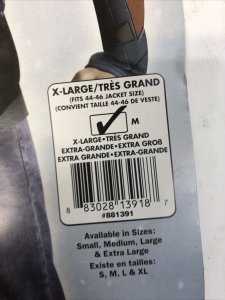 X-LARGE/TRÈS GRAND
(FITS 44-46 JACKET SIZE)
(CONVIENT TAILLE 44-46 DE VESTE)
M
X-LARGE•TRÈS GRAND
EXTRA-GRANDE•EXTRA GROß
EXTRA GRANDE•EXTRA-GRANDE
8 83028 13918 7
#881391
Available in Sizes:
Small, Medium, Large
& Extra Large
Existe en tailles:
S, M, L & XL